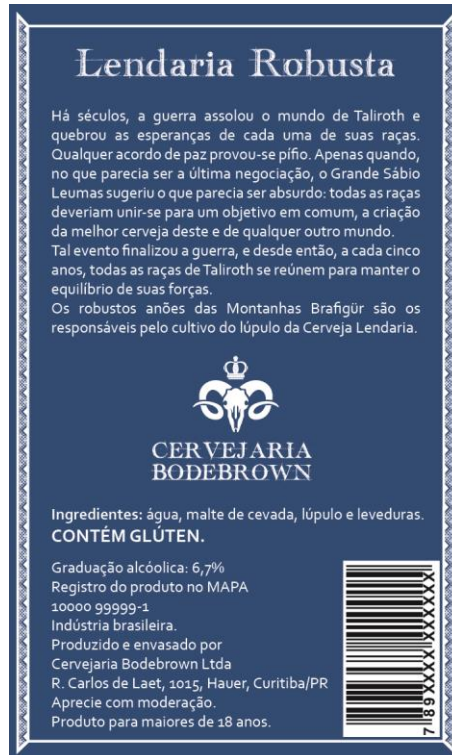 Lendaria Robusta
Há séculos, a guerra assolou o mundo de Taliroth e
quebrou as esperanças de cada uma de suas raças.
Qualquer acordo de paz provou-se pífio. Apenas quando,
no que parecia ser a última negociação, o Grande Sábio
Leumas sugeriu o que parecia ser absurdo: todas as raças
deveriam unir-se para um objetivo em comum, a criação
da melhor cerveja deste e de qualquer outro mundo.
Tal evento finalizou a guerra, e desde então, a cada cinco
anos, todas as raças de Taliroth se reúnem para manter o
equilíbrio de suas forças.
Os robustos anões das Montanhas Brafigür são os
responsáveis pelo cultivo do lúpulo da Cerveja Lendaria.
CERVEJARIA
BODEBROWN
Ingredientes: água, malte de cevada, lúpulo e leveduras.
CONTÉM GLÚTEN.
Graduação alcóolica: 6,7%
Registro do produto no MAPA
10000 99999-1
Indústria brasileira.
Produzido e envasado por
Cervejaria Bodebrown Ltda
R. Carlos de Laet, 1015, Hauer, Curitiba/PR
Aprecie com moderação.
Produto para maiores de 18 anos.
7 89XXXX XXXXXX